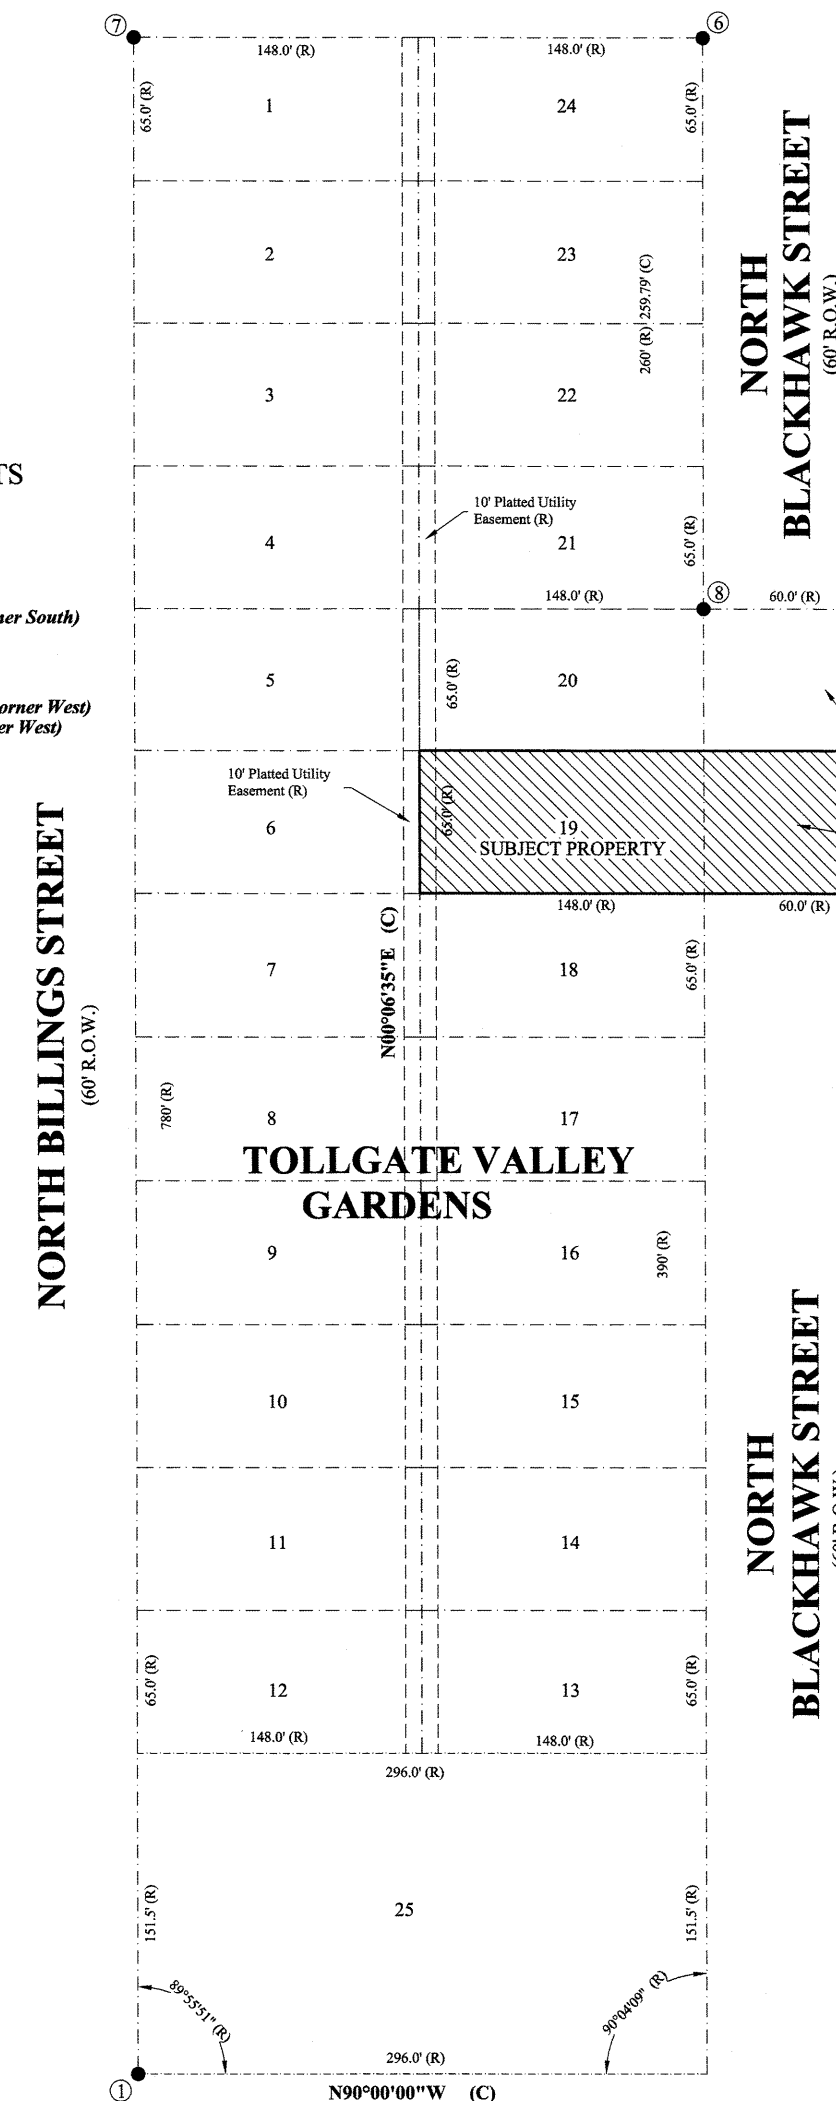 7
6
148.0' (R)
148.0' (R)
65.0' (R)
1
24
65.0' (R)
NORTH
BLACKHAWK STREET
(60' R.O.W.)
2
23
259.79' (C)
260' (R)
3
22
TS
10' Platted Utility
Easement (R)
4
21
65.0' (R)
148.0' (R)
8
60.0' (R)
ner South)
5
65.0' (R)
20
orner West)
er West)
10' Platted Utility
Easement (R)
6
65.0' (R)
19
SUBJECT PROPERTY
148.0' (R)
60.0' (R)
NORTH BILLINGS STREET
(60' R.O.W.)
N00°06'35"E (C)
7
18
65.0' (R)
780' (R)
8
17
TOLLGATE VALLEY
GARDENS
9
16
390' (R)
NORTH
BLACKHAWK STREET
10
15
11
14
65.0' (R)
12
13
65.0' (R)
148.0' (R)
148.0' (R)
296.0' (R)
151.5' (R)
25
151.5' (R)
89°55'51" (R)
90°04'09" (R)
296.0' (R)
1
N90°00'00"W (C)